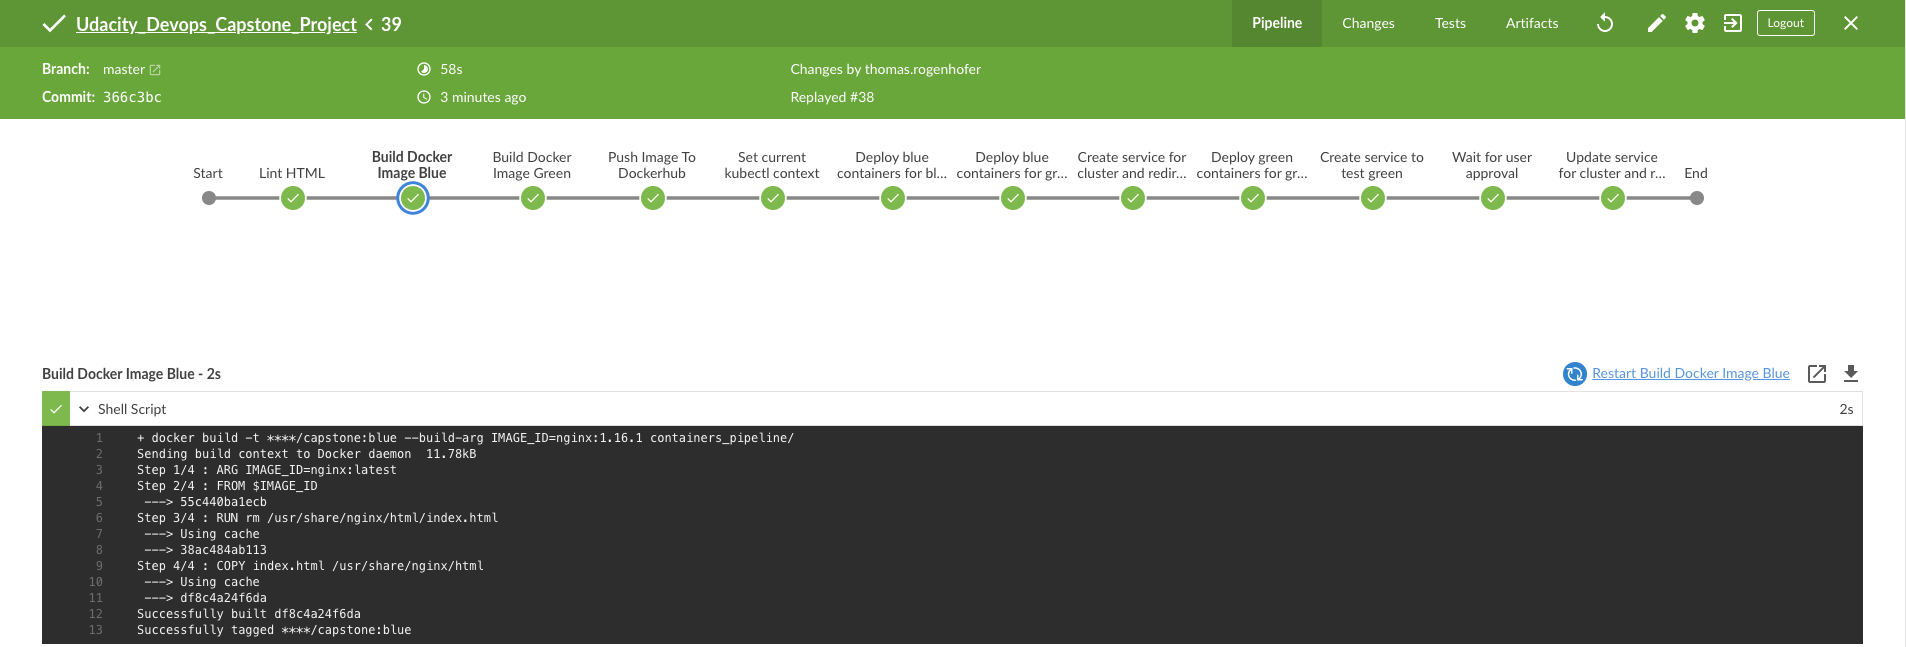 Udacity_Devops_Capstone_Project < 39
Pipeline Changes Tests Artifacts Logout
Branch: master 58s Changes by thomas.rogenhofer
Commit: 366c3bc 3 minutes ago Replayed #38
Start
Lint HTML
Build Docker
Image Blue
Build Docker
Image Green
Push Image To
Dockerhub
Set current
kubectl context
Deploy blue
containers for bl...
Deploy blue
containers for gr...
Create service for
cluster and redir...
Deploy green
containers for gr...
Create service to
test green
Wait for user
approval
Update service
for cluster and r...
End
Build Docker Image Blue - 2s Restart Build Docker Image Blue
Shell Script 2s
1 + docker build -t ****/capstone:blue --build-arg IMAGE_ID=nginx:1.16.1 containers_pipeline/
2 Sending build context to Docker daemon  11.78kB
3 Step 1/4 : ARG IMAGE_ID=nginx:latest
4 Step 2/4 : FROM $IMAGE_ID
5  ---> 55c440ba1ecb
6 Step 3/4 : RUN rm /usr/share/nginx/html/index.html
7  ---> Using cache
8  ---> 38ac484ab113
9 Step 4/4 : COPY index.html /usr/share/nginx/html
10  ---> Using cache
11  ---> df8c4a24f6da
12 Successfully built df8c4a24f6da
13 Successfully tagged ****/capstone:blue